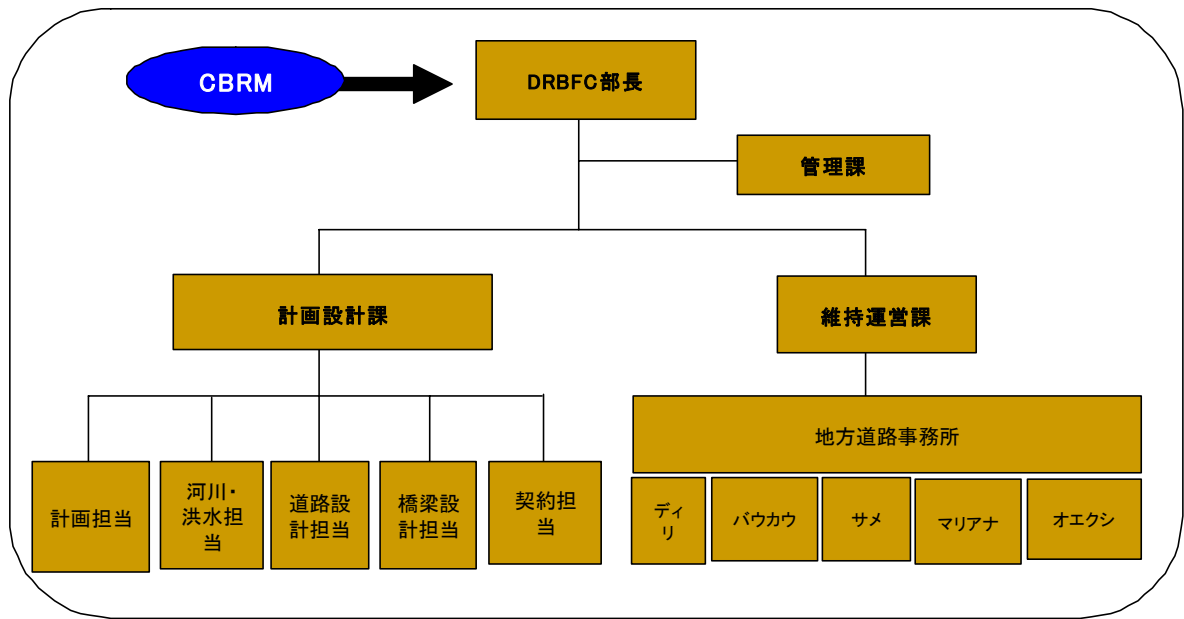 CBRM
DRBFC部長
管理課
計画設計課
維持運営課
地方道路事務所
計画担当
河川・
洪水担
当
道路設
計担当
橋梁設
計担当
契約担
当
ディ
リ
バウカウ
サメ
マリアナ
オエクシ